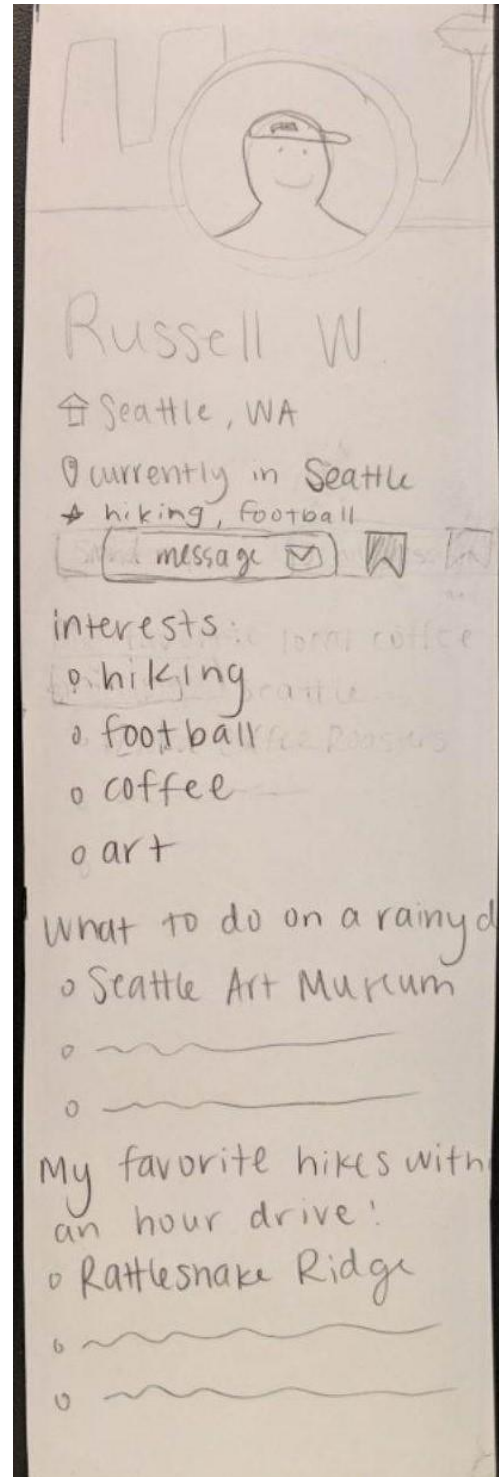 Russell W.
Seattle, WA
currently in Seattle
hiking, football
message
interests:
hiking
football
coffee
art
What to do on a rainy d
Seattle Art Museum
My favorite hikes with
an hour drive:
Rattlesnake Ridge